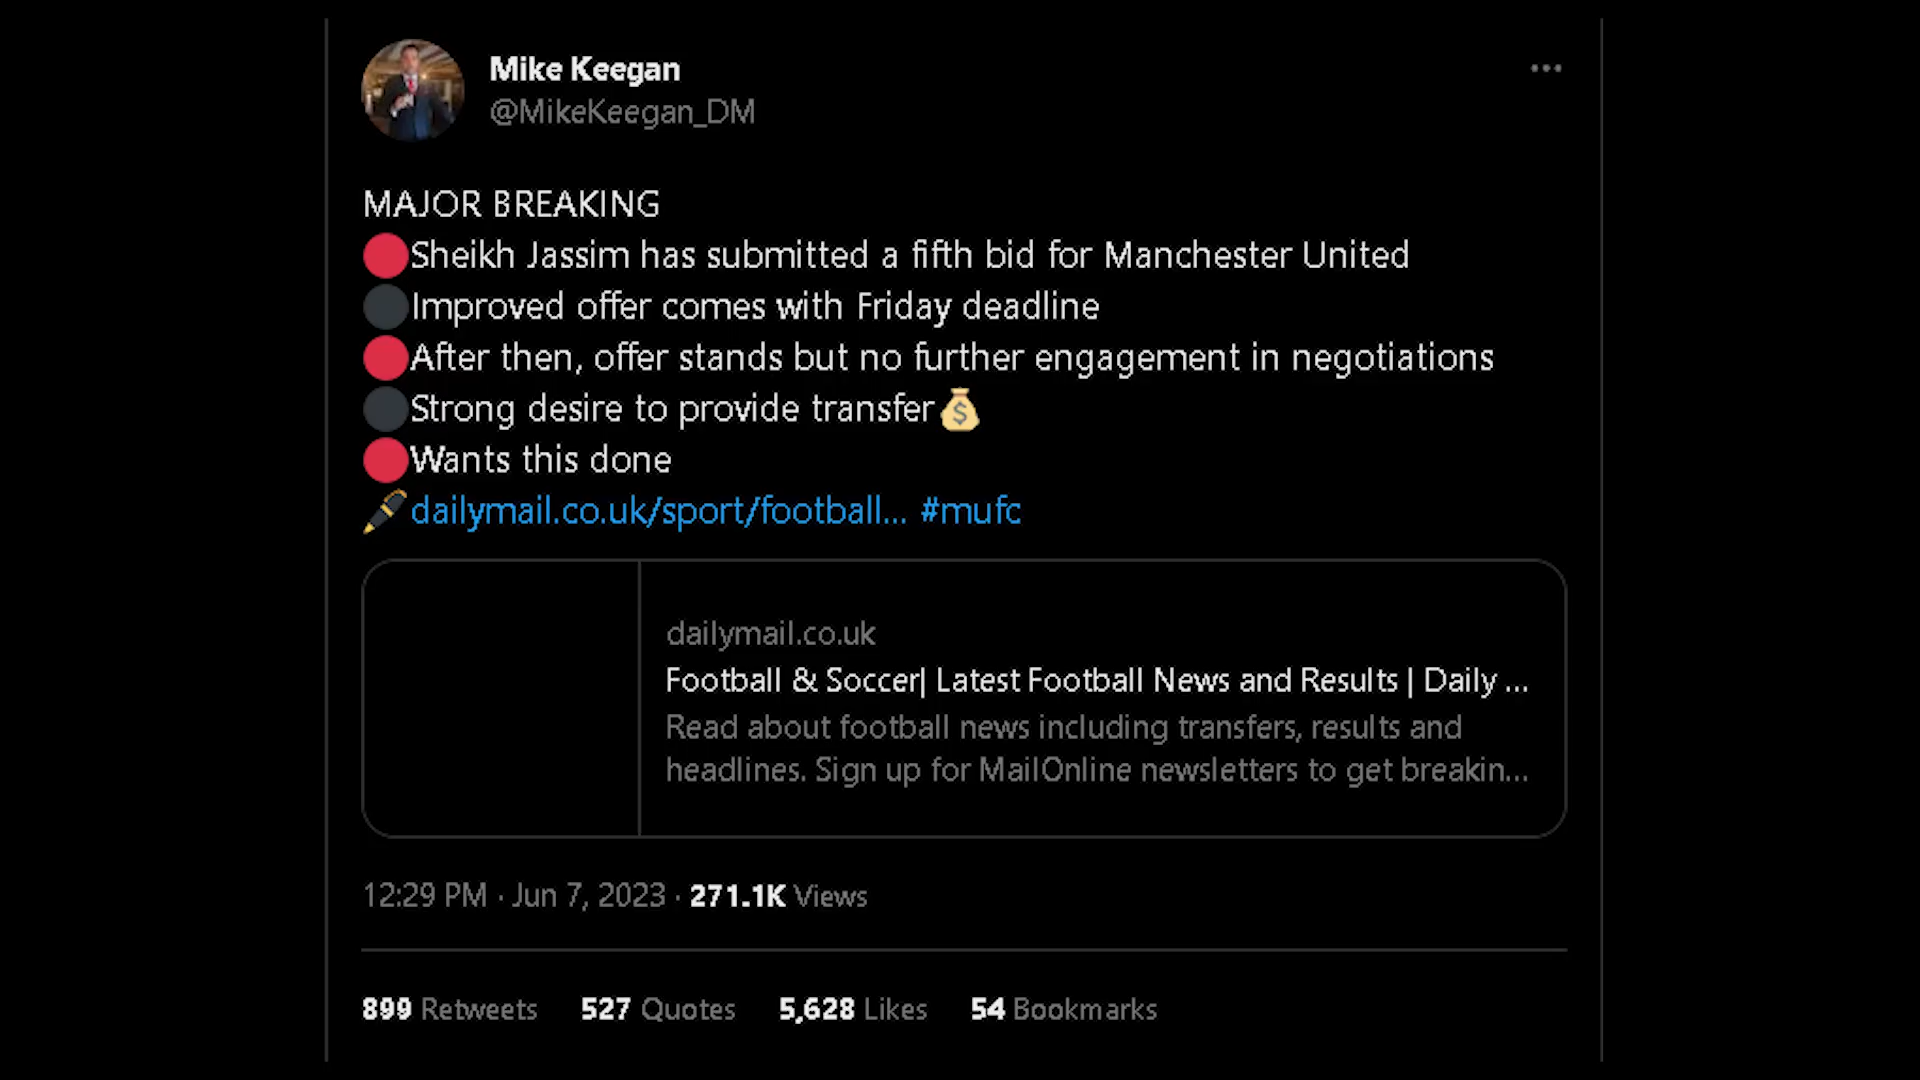 Mike Keegan
@MikeKeegan_DM
MAJOR BREAKING
🔴Sheikh Jassim has submitted a fifth bid for Manchester United
⚫Improved offer comes with Friday deadline
🔴After then, offer stands but no further engagement in negotiations
⚫Strong desire to provide transfer💰
🔴Wants this done
🖋️dailymail.co.uk/sport/football... #mufc
dailymail.co.uk
Football & Soccer| Latest Football News and Results | Daily ...
Read about football news including transfers, results and
headlines. Sign up for MailOnline newsletters to get breakin...
12:29 PM · Jun 7, 2023 · 271.1K Views
899 Retweets 527 Quotes 5,628 Likes 54 Bookmarks